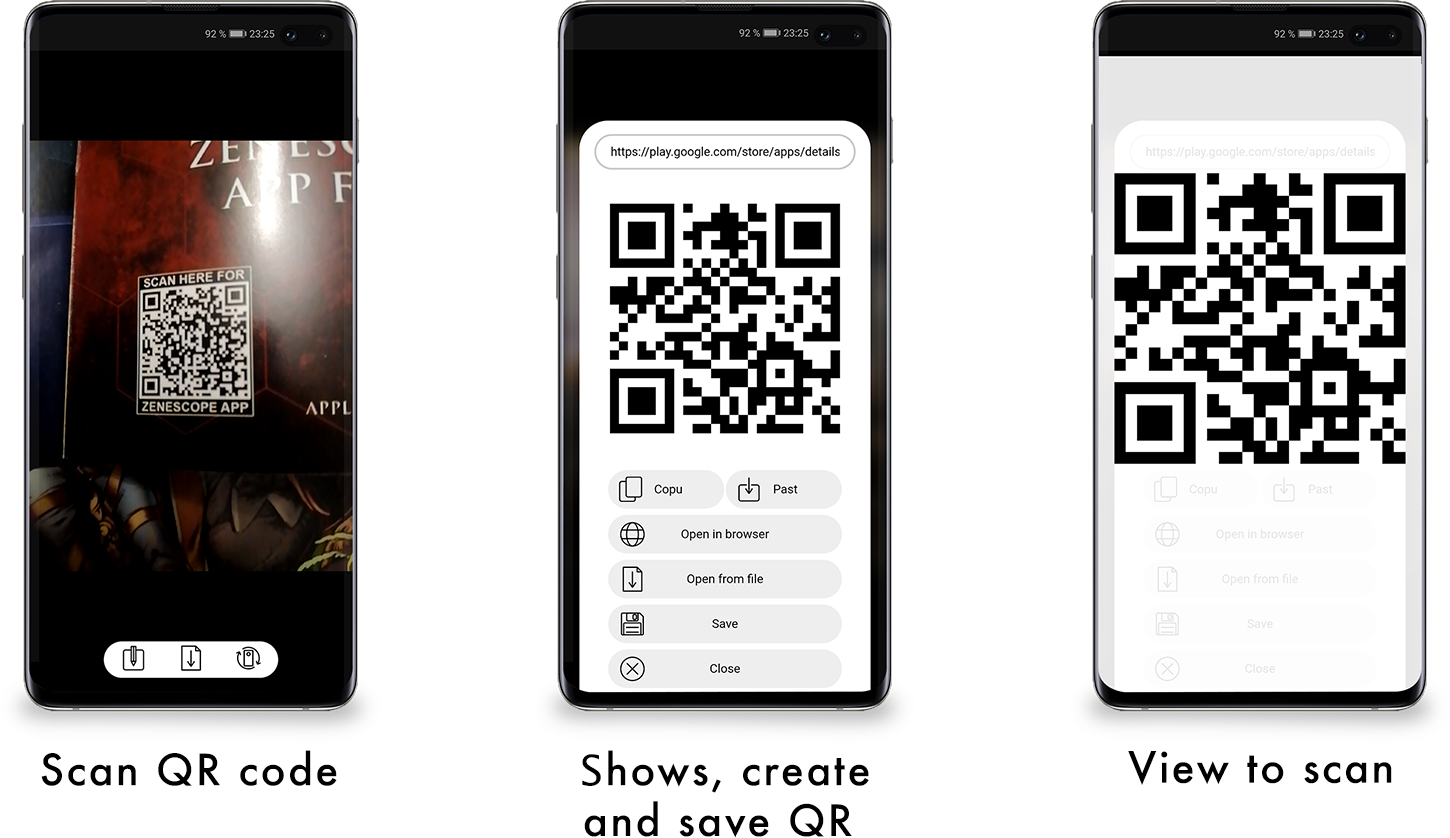 92 % 23:25
ZENESC
APP F
SCAN HERE FOR
ZENESCOPE APP
APPL
Scan QR code
92 % 23:25
https://play.google.com/store/apps/details
Copu
Past
Open in browser
Open from file
Save
Close
Shows, create
and save QR
92 % 23:25
https://play.google.com/store/apps/details
Copu
Past
Open in browser
Open from file
Save
Close
View to scan